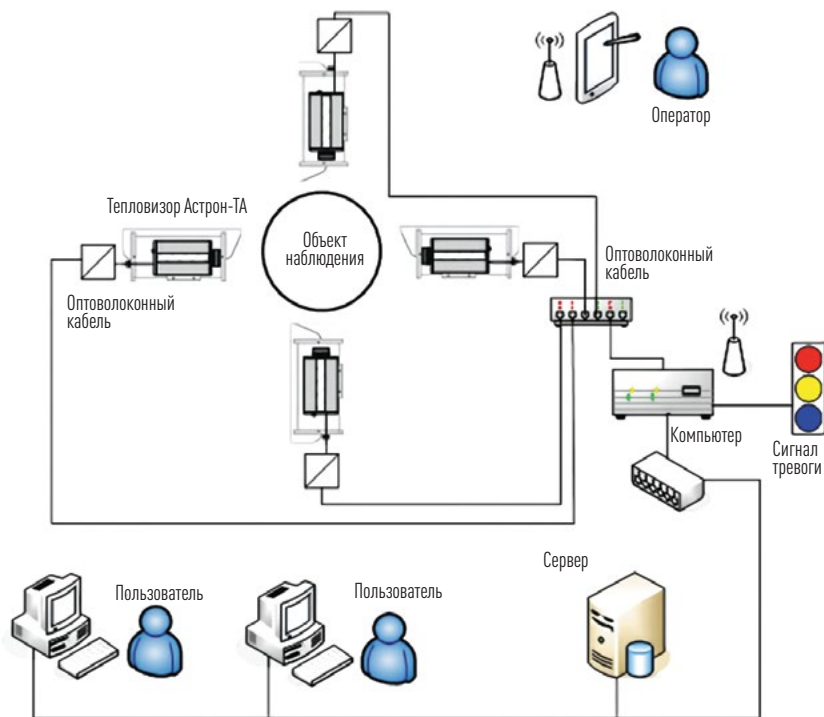 Оператор
Тепловизор Астрон-ТА
Объект
наблюдения
Оптоволоконный
кабель
Оптоволоконный
кабель
Компьютер
Сигнал
тревоги
Сервер
Пользователь
Пользователь